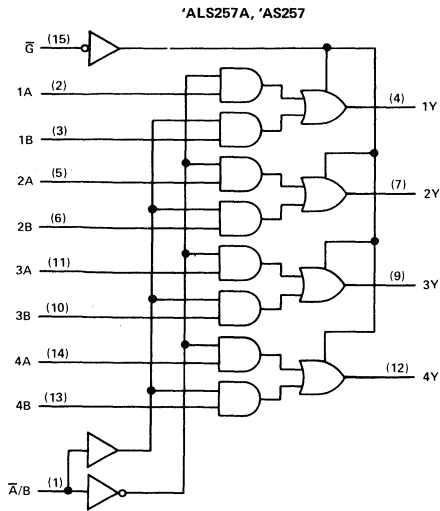 'ALS257A, 'AS257
G̅ (15)
1A (2)
(4) 1Y
1B (3)
2A (5)
(7) 2Y
2B (6)
3A (11)
(9) 3Y
3B (10)
4A (14)
(12) 4Y
4B (13)
A̅/B (1)